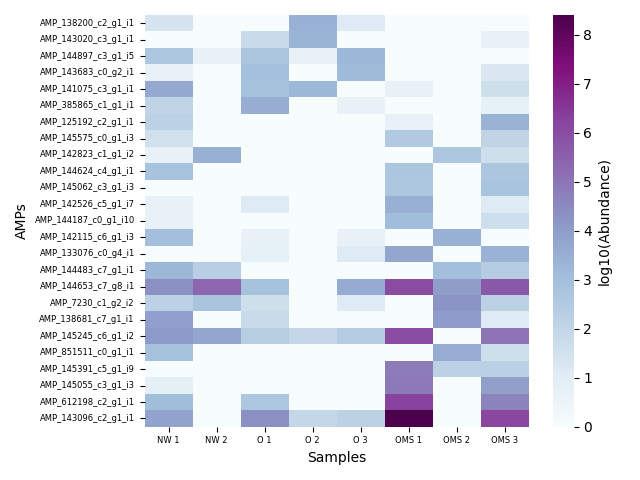 AMP_138200_c2_g1_i1
AMP_143020_c3_g1_i1
AMP_144897_c3_g1_i5
AMP_143683_c0_g2_i1
AMP_141075_c3_g1_i1
AMP_385865_c1_g1_i1
AMP_125192_c2_g1_i1
AMP_145575_c0_g1_i3
AMP_142823_c1_g1_i2
AMP_144624_c4_g1_i1
AMP_145062_c3_g1_i3
AMP_142526_c5_g1_i7
AMP_144187_c0_g1_i10
AMP_142115_c6_g1_i3
AMP_133076_c0_g4_i1
AMP_144483_c7_g1_i1
AMP_144653_c7_g8_i1
AMP_7230_c1_g2_i2
AMP_138681_c7_g1_i1
AMP_145245_c6_g1_i2
AMP_851511_c0_g1_i1
AMP_145391_c5_g1_i9
AMP_145055_c3_g1_i3
AMP_612198_c2_g1_i1
AMP_143096_c2_g1_i1
AMPs
NW 1 NW 2 O 1 O 2 O 3 OMS 1 OMS 2 OMS 3
Samples
8
7
6
5
4
3
2
1
0
log10(Abundance)